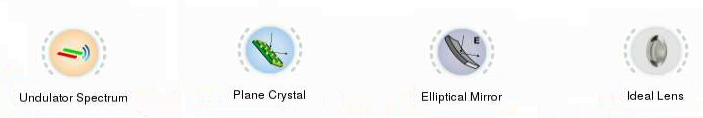 E
Undulator Spectrum
Plane Crystal
Elliptical Mirror
Ideal Lens